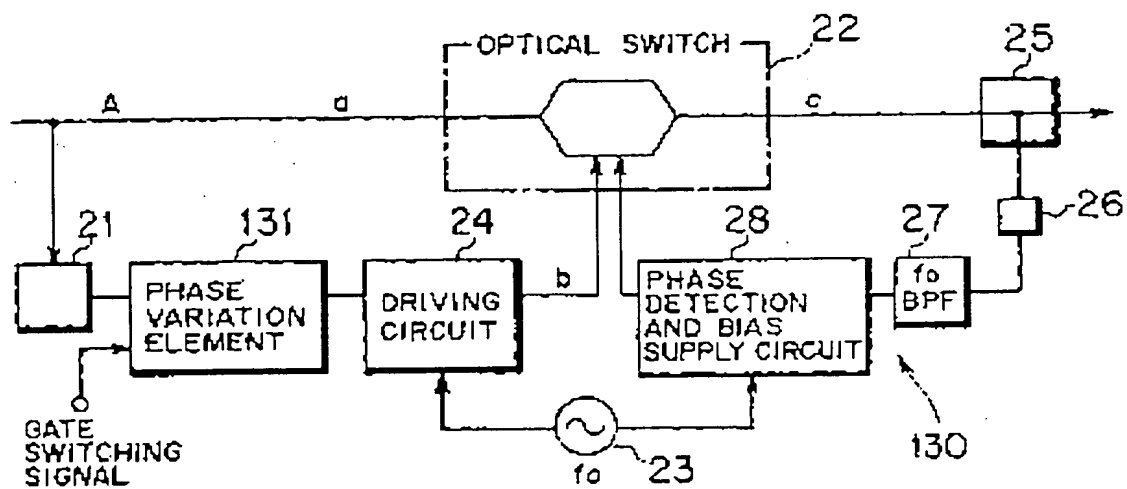 OPTICAL SWITCH
22
25
A
a
c
21
131
24
28
27
26
PHASE
VARIATION
ELEMENT
DRIVING
CIRCUIT
b
PHASE
DETECTION
AND BIAS
SUPPLY CIRCUIT
fo
BPF
GATE
SWITCHING
SIGNAL
fo
23
130